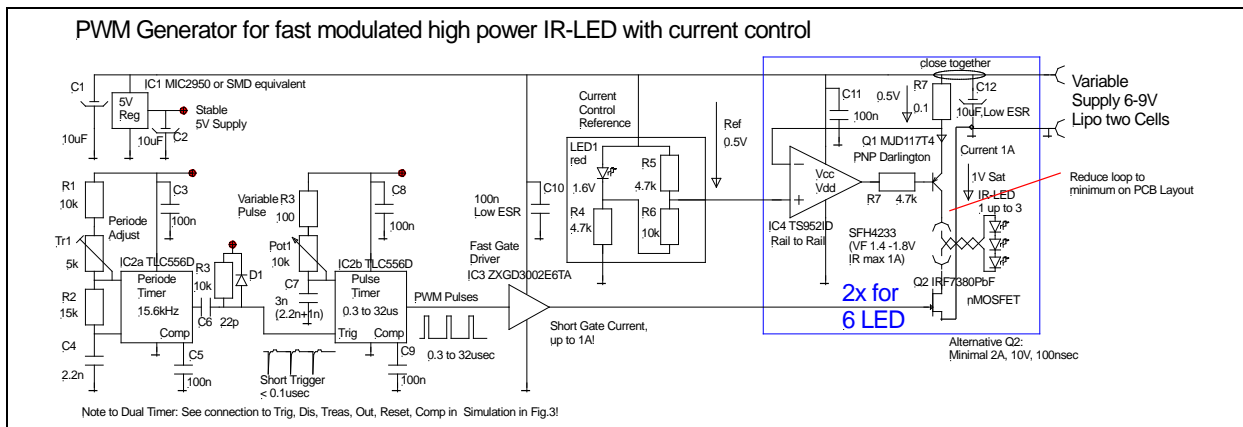 PWM Generator for fast modulated high power IR-LED with current control
C1
10uF
IC1 MIC2950 or SMD equivalent
5V
Reg
Stable
5V Supply
10uF
C2
R1
10k
Periode
Adjust
Tr1
5k
R2
15k
C4
2.2n
C3
100n
IC2a TLC556D
Periode
Timer
15.6kHz
Comp
C5
100n
R3
10k
D1
C6
22p
Variable
Pulse
R3
100
Pot1
10k
C7
3n
(2.2n+1n)
C8
100n
IC2b TLC556D
Pulse
Timer
0.3 to 32us
Trig
Comp
C9
100n
Short Trigger
< 0.1usec
PWM Pulses
0.3 to 32usec
100n
Low ESR
C10
Fast Gate
Driver
IC3 ZXGD3002E6TA
Short Gate Current,
up to 1A!
Current
Control
Reference
LED1
red
1.6V
R4
4.7k
R5
4.7k
R6
10k
Ref
0.5V
close together
C11
100n
0.5V
R7
0.1
C12
10uF,Low ESR
Q1 MJD117T4
PNP Darlington
Current 1A
Vcc
Vdd
IC4 TS952ID
Rail to Rail
R7
4.7k
1V Sat
IR-LED
1 up to 3
SFH4233
(VF 1.4 -1.8V
IR max 1A)
Q2 IRF7380PbF
nMOSFET
2x for
6 LED
Variable
Supply 6-9V
Lipo two Cells
Reduce loop to
minimum on PCB Layout
Alternative Q2:
Minimal 2A, 10V, 100nsec
Note to Dual Timer: See connection to Trig, Dis, Treas, Out, Reset, Comp in Simulation in Fig.3!